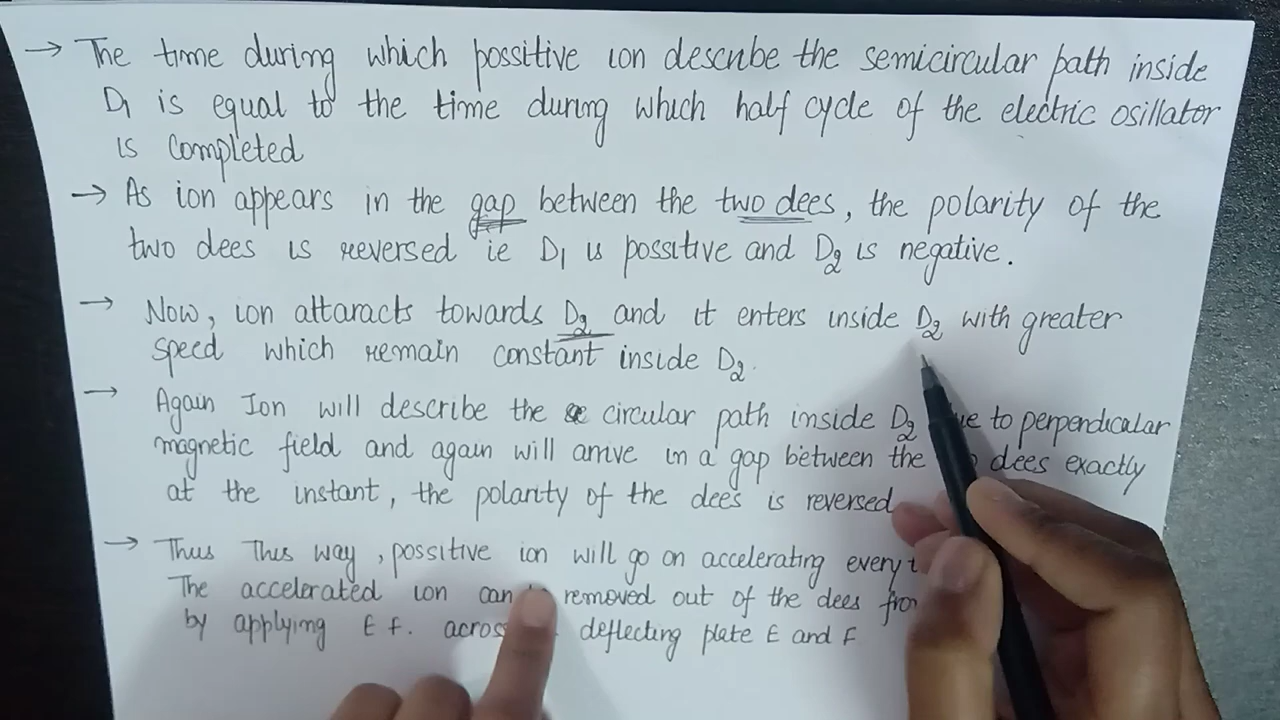 → The time during which possitive ion describe the semicircular path inside
D1 is equal to the time during which half cycle of the electric osillator
is completed
→ As ion appears in the gap between the two dees, the polarity of the
two dees is reversed ie D1 is possitive and D2 is negative.
→ Now, ion attaracts towards D2 and it enters inside D2 with greater
speed which remain constant inside D2.
→ Again Ion will describe the circular path inside D2 to perpendicular
magnetic field and again will arrive in a gap between the dees exactly
at the instant, the polarity of the dees is reversed
→ Thus This way, possitive ion will go on accelerating every
The accelerated ion can removed out of the dees
by applying E f. deflecting plate E and F